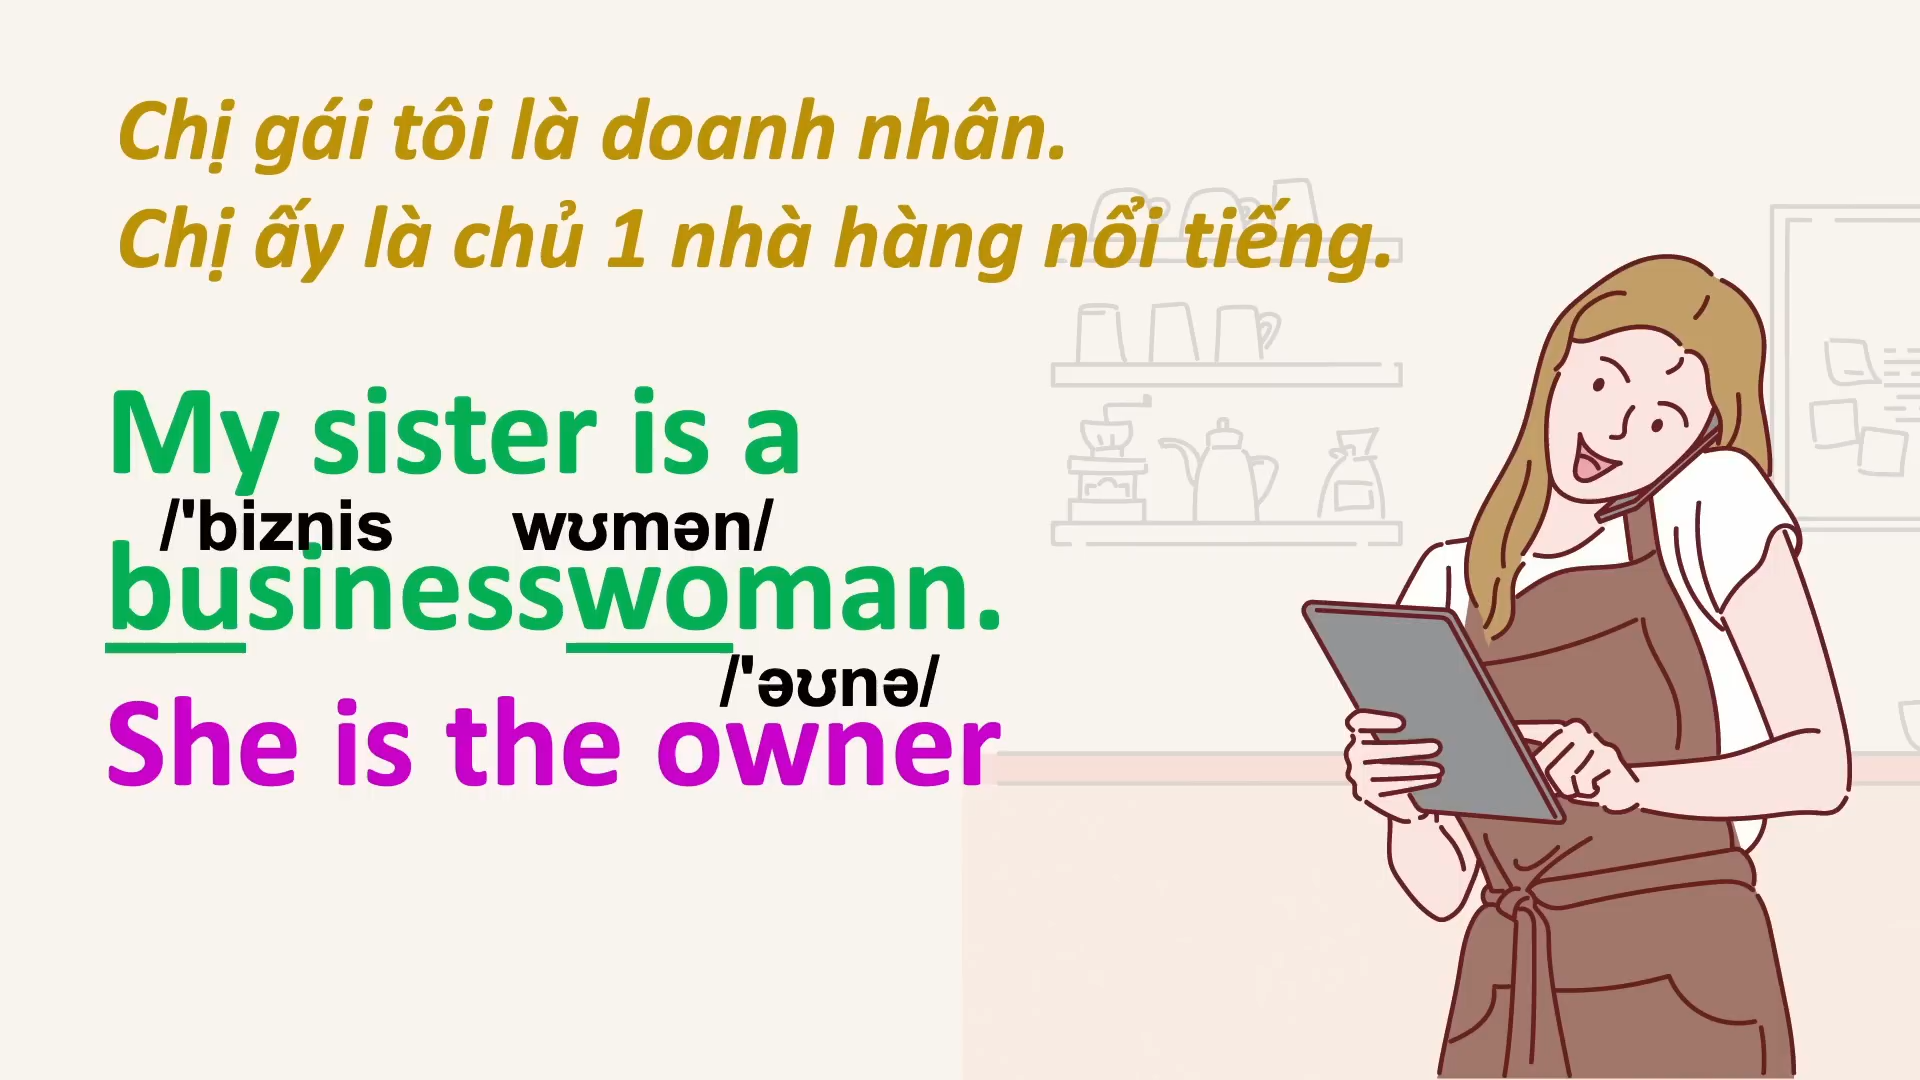 Chị gái tôi là doanh nhân.
Chị ấy là chủ 1 nhà hàng nổi tiếng.
My sister is a
/'biznis wʊmən/
businesswoman.
/'əʊnə/
She is the owner